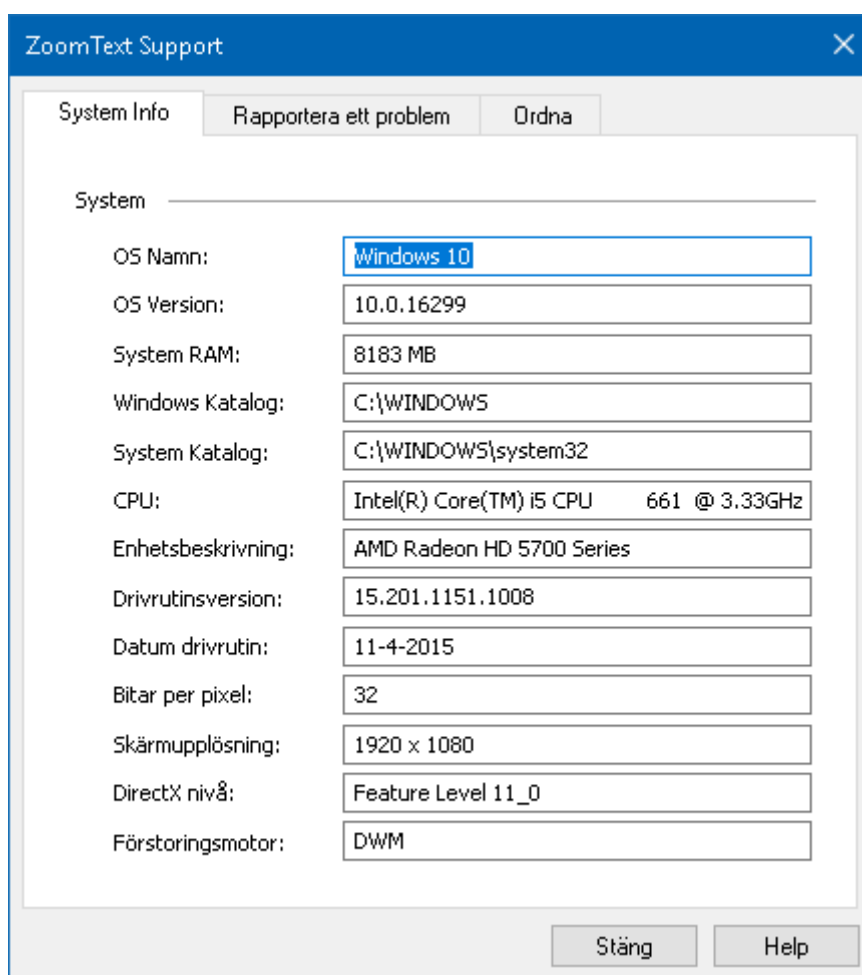 ZoomText Support
System Info Rapportera ett problem Ordna
System
OS Namn: Windows 10
OS Version: 10.0.16299
System RAM: 8183 MB
Windows Katalog: C:\WINDOWS
System Katalog: C:\WINDOWS\system32
CPU: Intel(R) Core(TM) i5 CPU 661 @ 3.33GHz
Enhetsbeskrivning: AMD Radeon HD 5700 Series
Drivrutinsversion: 15.201.1151.1008
Datum drivrutin: 11-4-2015
Bitar per pixel: 32
Skärmupplösning: 1920 x 1080
DirectX nivå: Feature Level 11_0
Förstoringsmotor: DWM
Stäng Help